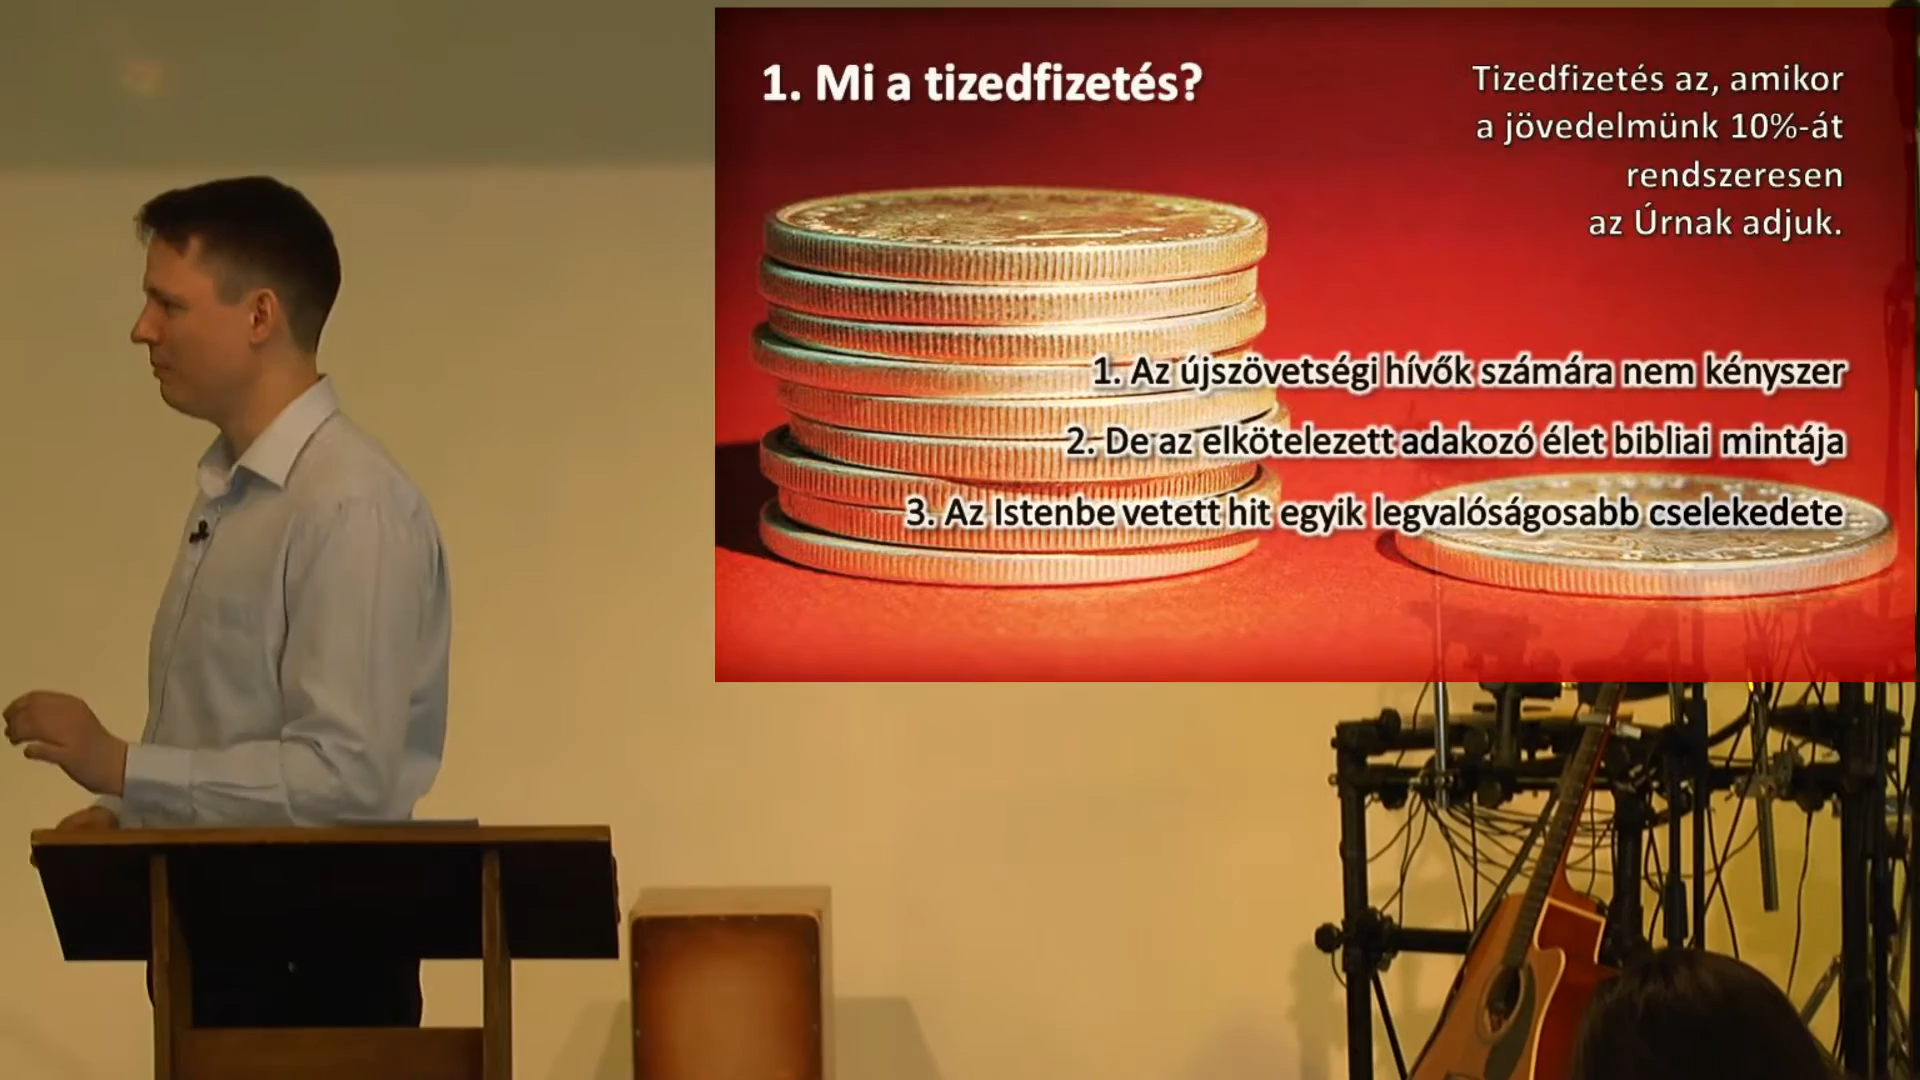 1. Mi a tizedfizetés?
Tizedfizetés az, amikor
a jövedelmünk 10%-át
rendszeresen
az Úrnak adjuk.
1. Az újszövetségi hívők számára nem kényszer
2. De az elkötelezett adakozó élet bibliai mintája
3. Az Istenbe vetett hit egyik legvalóságosabb cselekedete